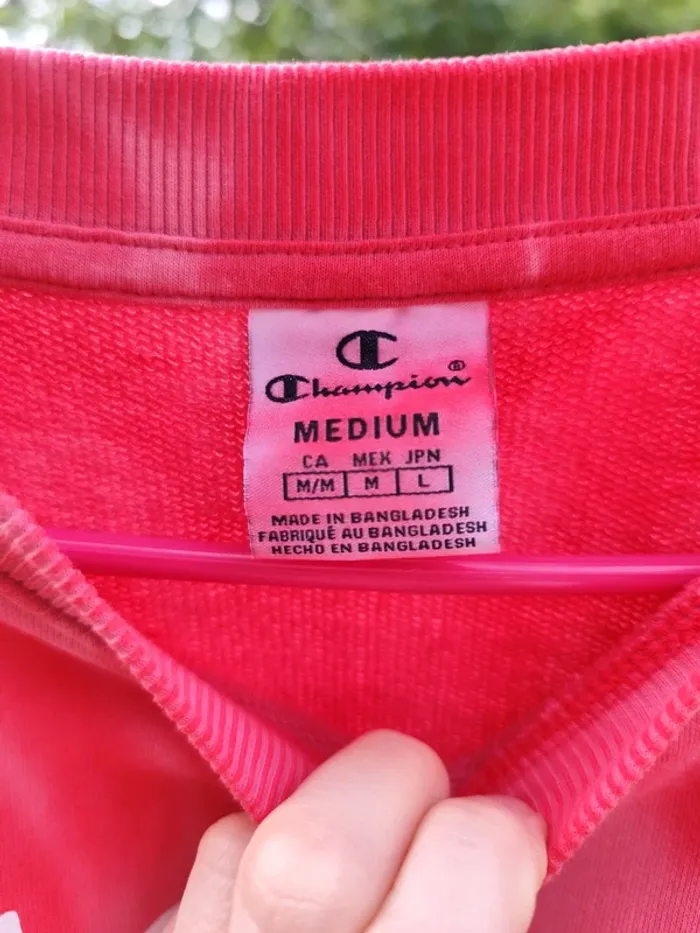 Champion®
MEDIUM
CA MEX JPN
M/M M L
MADE IN BANGLADESH
FABRIQUÉ AU BANGLADESH
HECHO EN BANGLADESH